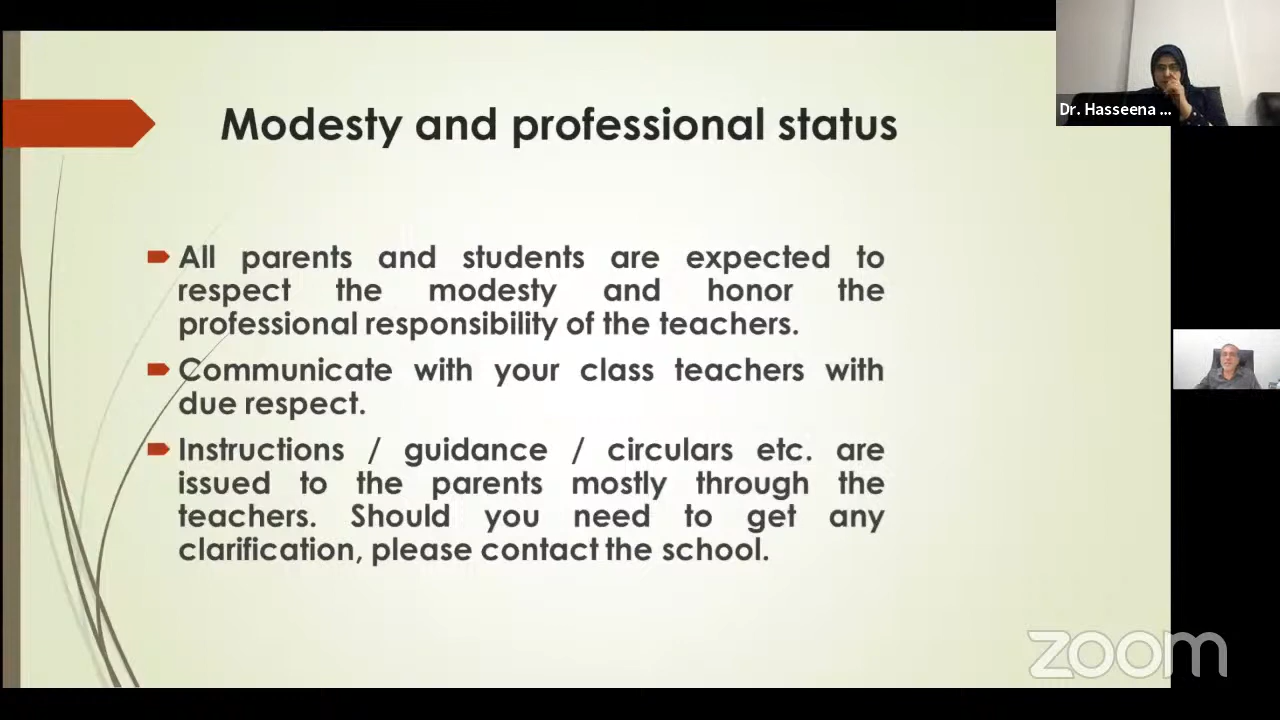 Modesty and professional status
Dr. Hasseena ...
All parents and students are expected to
respect the modesty and honor the
professional responsibility of the teachers.
Communicate with your class teachers with
due respect.
Instructions / guidance / circulars etc. are
issued to the parents mostly through the
teachers. Should you need to get any
clarification, please contact the school.
zoom